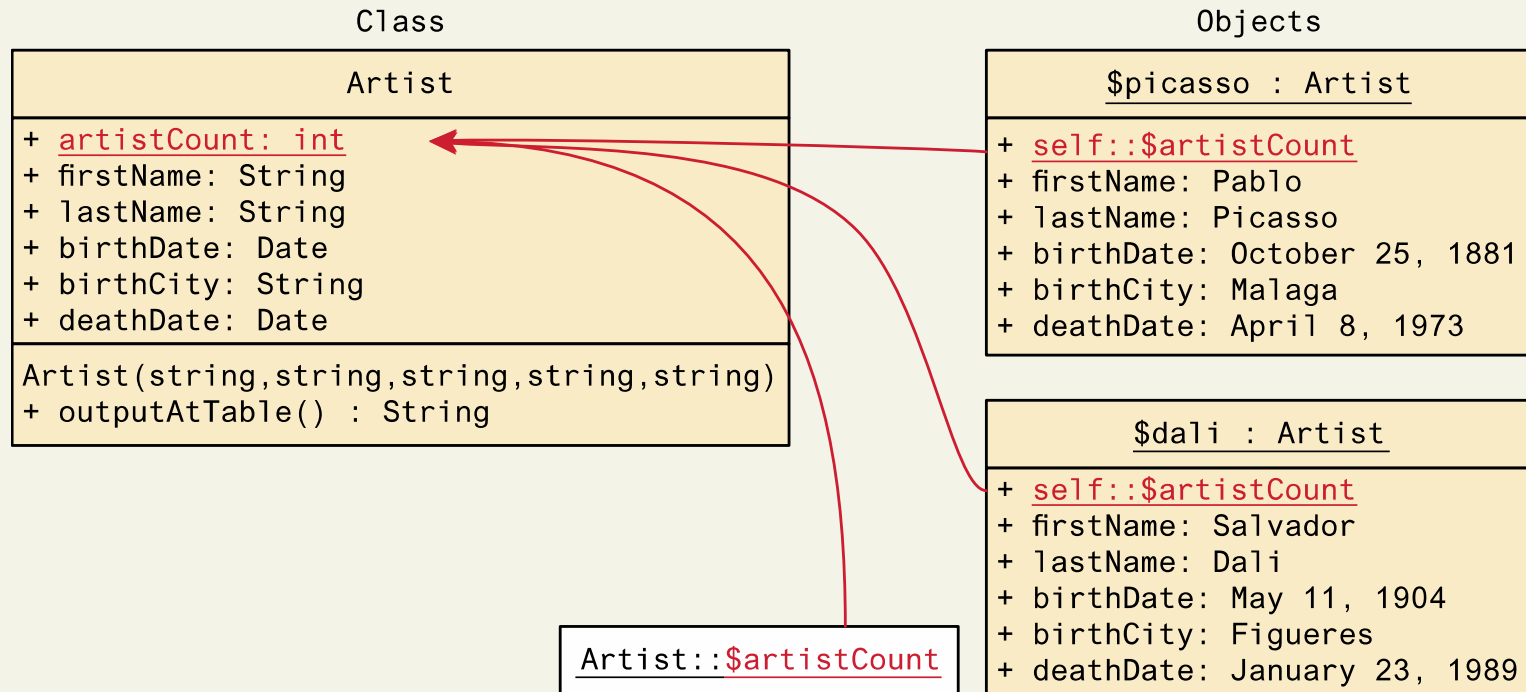 Class
Artist
+ artistCount: int
+ firstName: String
+ lastName: String
+ birthDate: Date
+ birthCity: String
+ deathDate: Date
Artist(string,string,string,string,string)
+ outputAtTable() : String
Objects
$picasso : Artist
+ self::$artistCount
+ firstName: Pablo
+ lastName: Picasso
+ birthDate: October 25, 1881
+ birthCity: Malaga
+ deathDate: April 8, 1973
$dali : Artist
+ self::$artistCount
+ firstName: Salvador
+ lastName: Dali
+ birthDate: May 11, 1904
+ birthCity: Figueres
+ deathDate: January 23, 1989
Artist::$artistCount